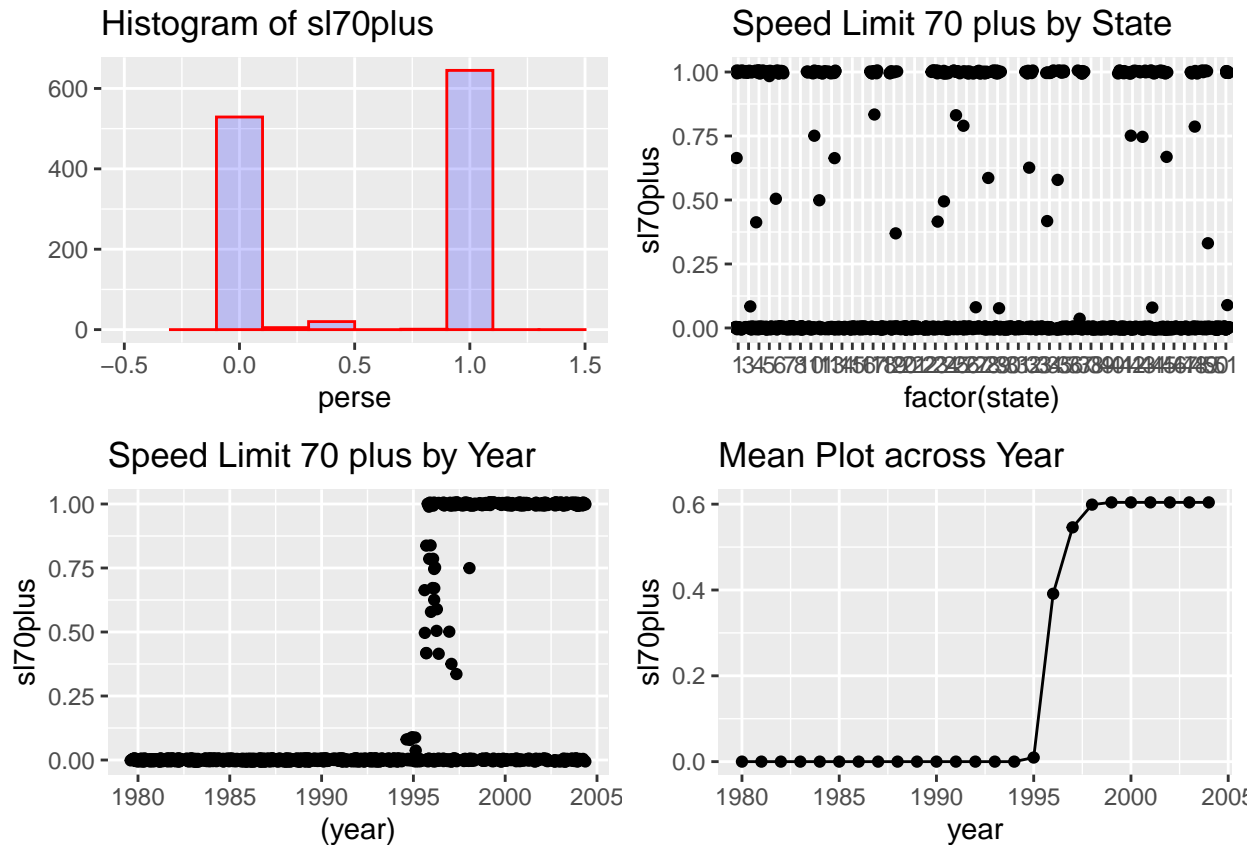 Histogram of sl70plus
600
400
200
0
−0.5 0.0 0.5 1.0 1.5
perse
Speed Limit 70 plus by State
sl70plus
1.00
0.75
0.50
0.25
0.00
factor(state)
Speed Limit 70 plus by Year
sl70plus
1.00
0.75
0.50
0.25
0.00
1980 1985 1990 1995 2000 2005
(year)
Mean Plot across Year
sl70plus
0.6
0.4
0.2
0.0
1980 1985 1990 1995 2000 2005
year